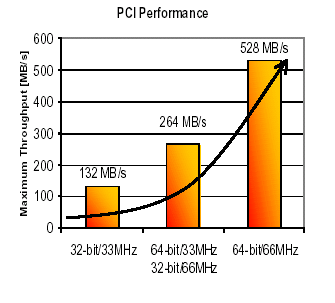 PCI Performance
Maximum Throughput [MB/s]
600
500
400
300
200
100
0
132 MB/s
264 MB/s
528 MB/s
32-bit/33MHz
64-bit/33MHz
32-bit/66MHz
64-bit/66MHz